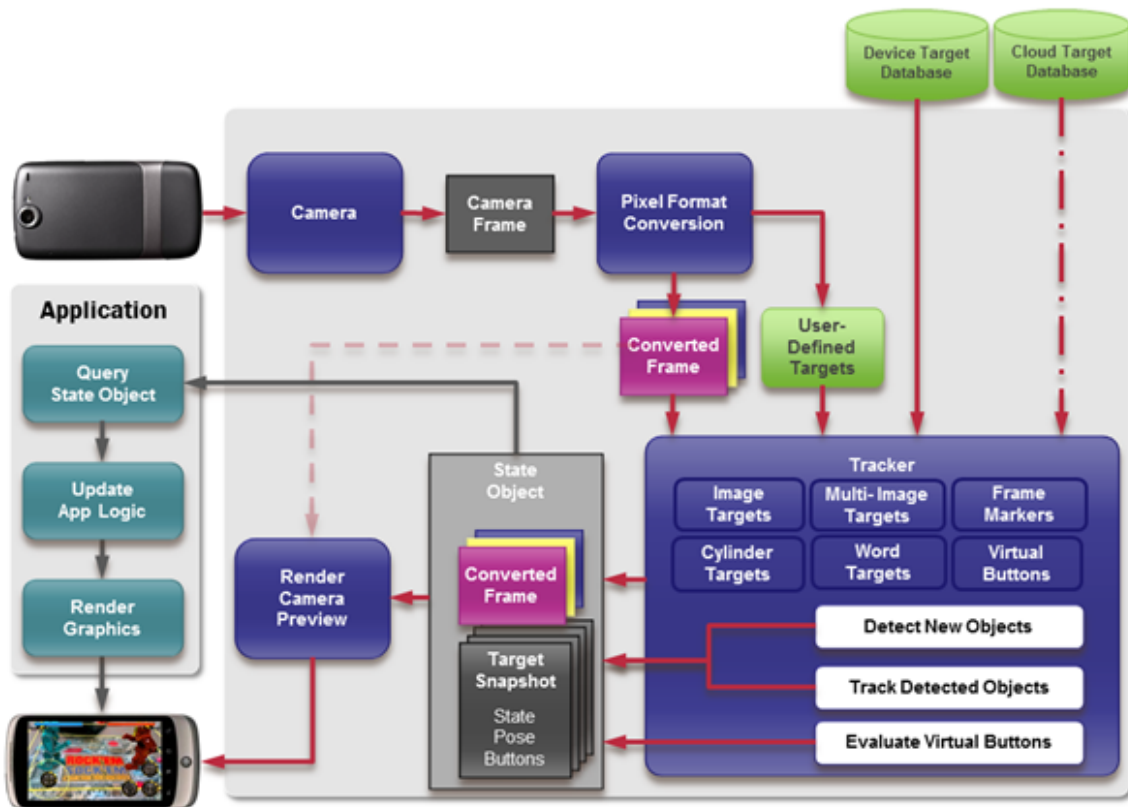 Device Target
Database
Cloud Target
Database
Camera
Camera
Frame
Pixel Format
Conversion
Application
Query
State Object
Update
App Logic
Render
Graphics
Converted
Frame
User-
Defined
Targets
State
Object
Converted
Frame
Target
Snapshot
State
Pose
Buttons
Render
Camera
Preview
Tracker
Image
Targets
Multi- Image
Targets
Frame
Markers
Cylinder
Targets
Word
Targets
Virtual
Buttons
Detect New Objects
Track Detected Objects
Evaluate Virtual Buttons